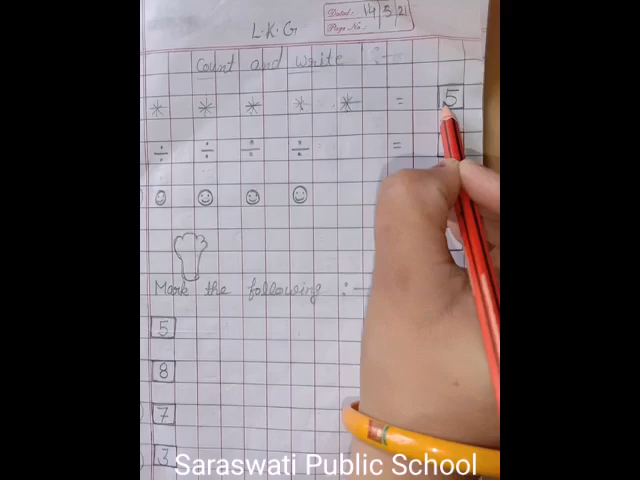 Dated: 14 5 21
Page No.
L.K.G
Count and Write :-
* * * * * = 5
÷ ÷ ÷ ÷ =
Mark the following :-
5
8
7
3
Saraswati Public School